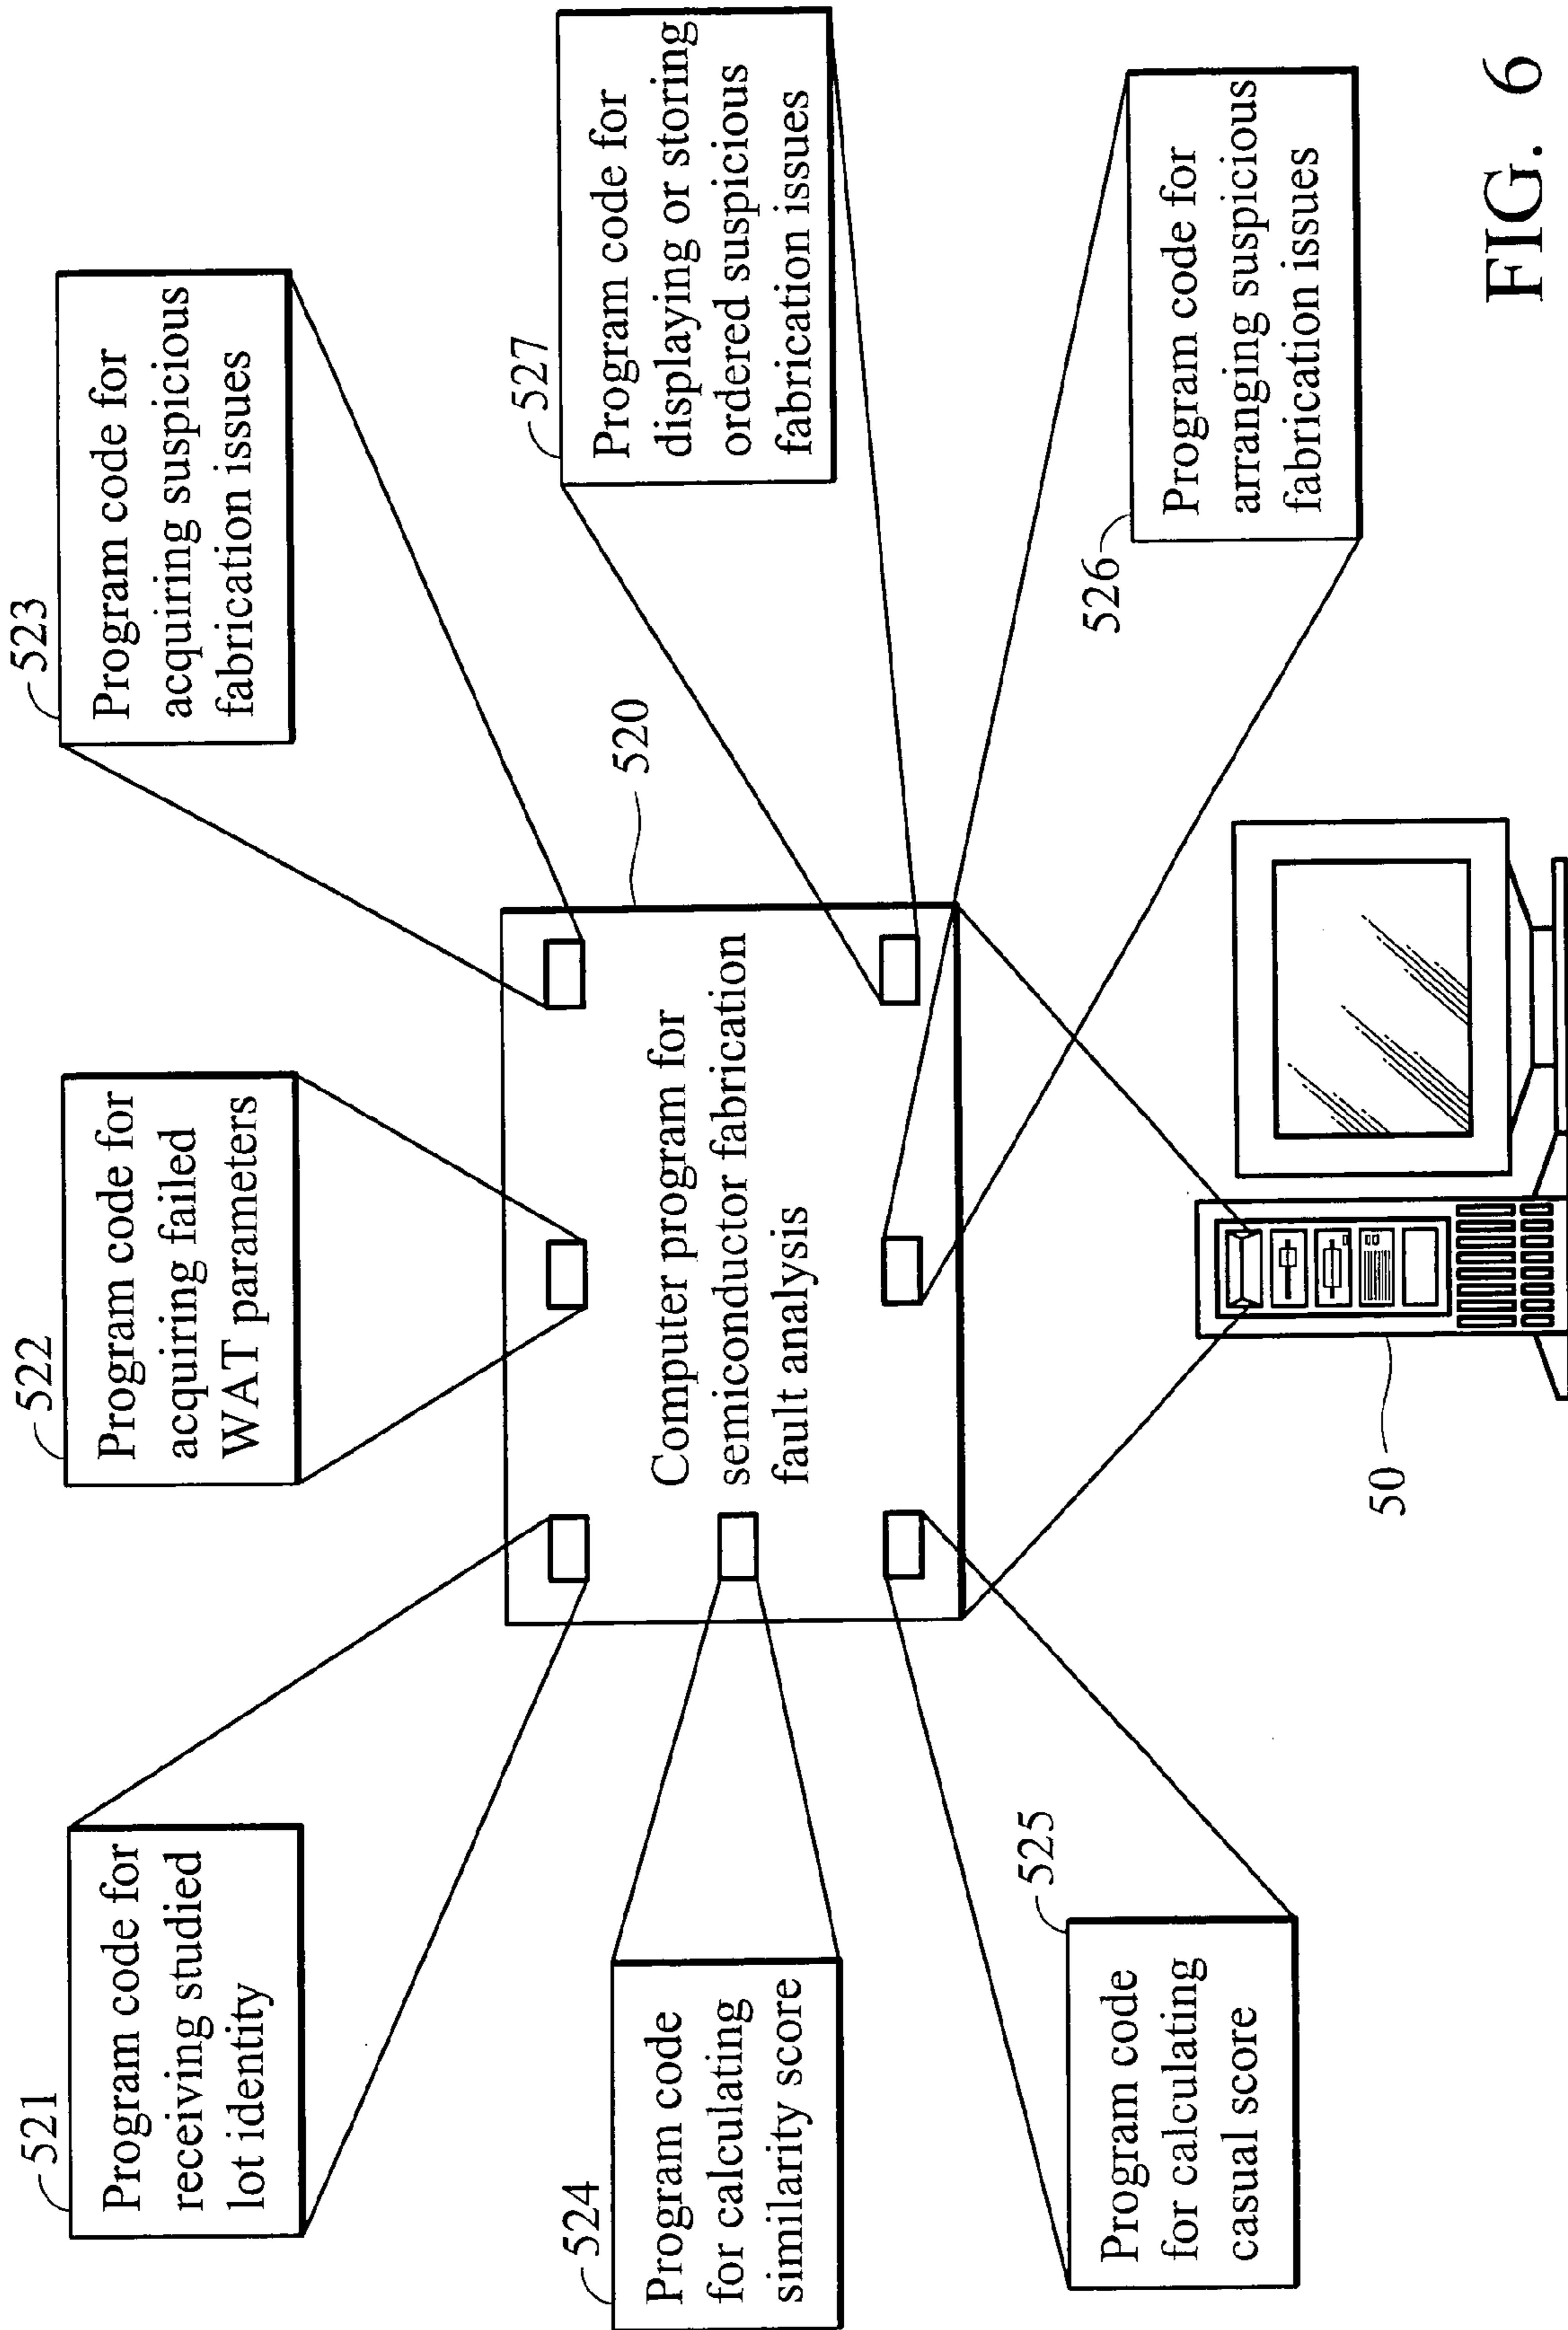 521
Program code for
receiving studied
lot identity
522
Program code for
acquiring failed
WAT parameters
523
Program code for
acquiring suspicious
fabrication issues
524
Program code
for calculating
similarity score
520
Computer program for
semiconductor fabrication
fault analysis
527
Program code for
displaying or storing
ordered suspicious
fabrication issues
525
Program code
for calculating
casual score
526
Program code for
arranging suspicious
fabrication issues
50
FIG. 6